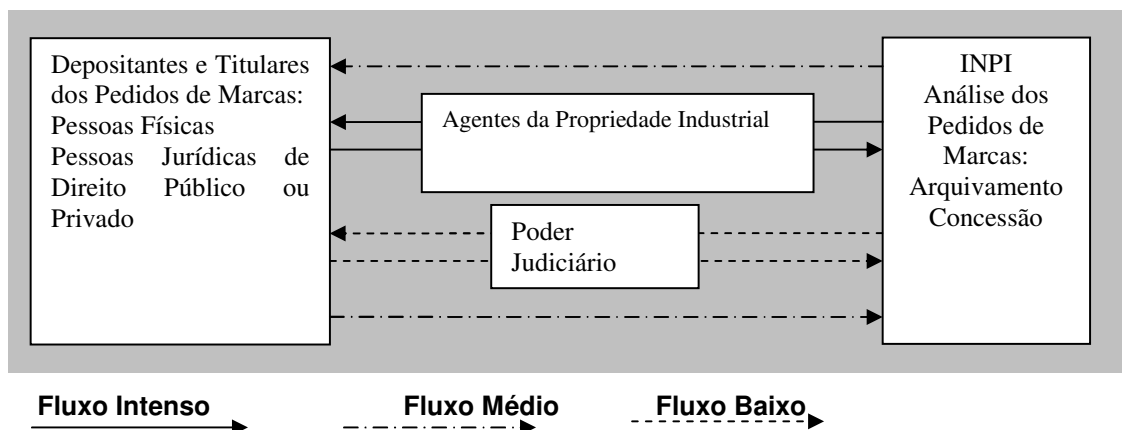 Depositantes e Titulares
dos Pedidos de Marcas:
Pessoas Físicas
Pessoas Jurídicas de
Direito Público ou
Privado
Agentes da Propriedade Industrial
Poder
Judiciário
INPI
Análise dos
Pedidos de
Marcas:
Arquivamento
Concessão
Fluxo Intenso
Fluxo Médio
Fluxo Baixo